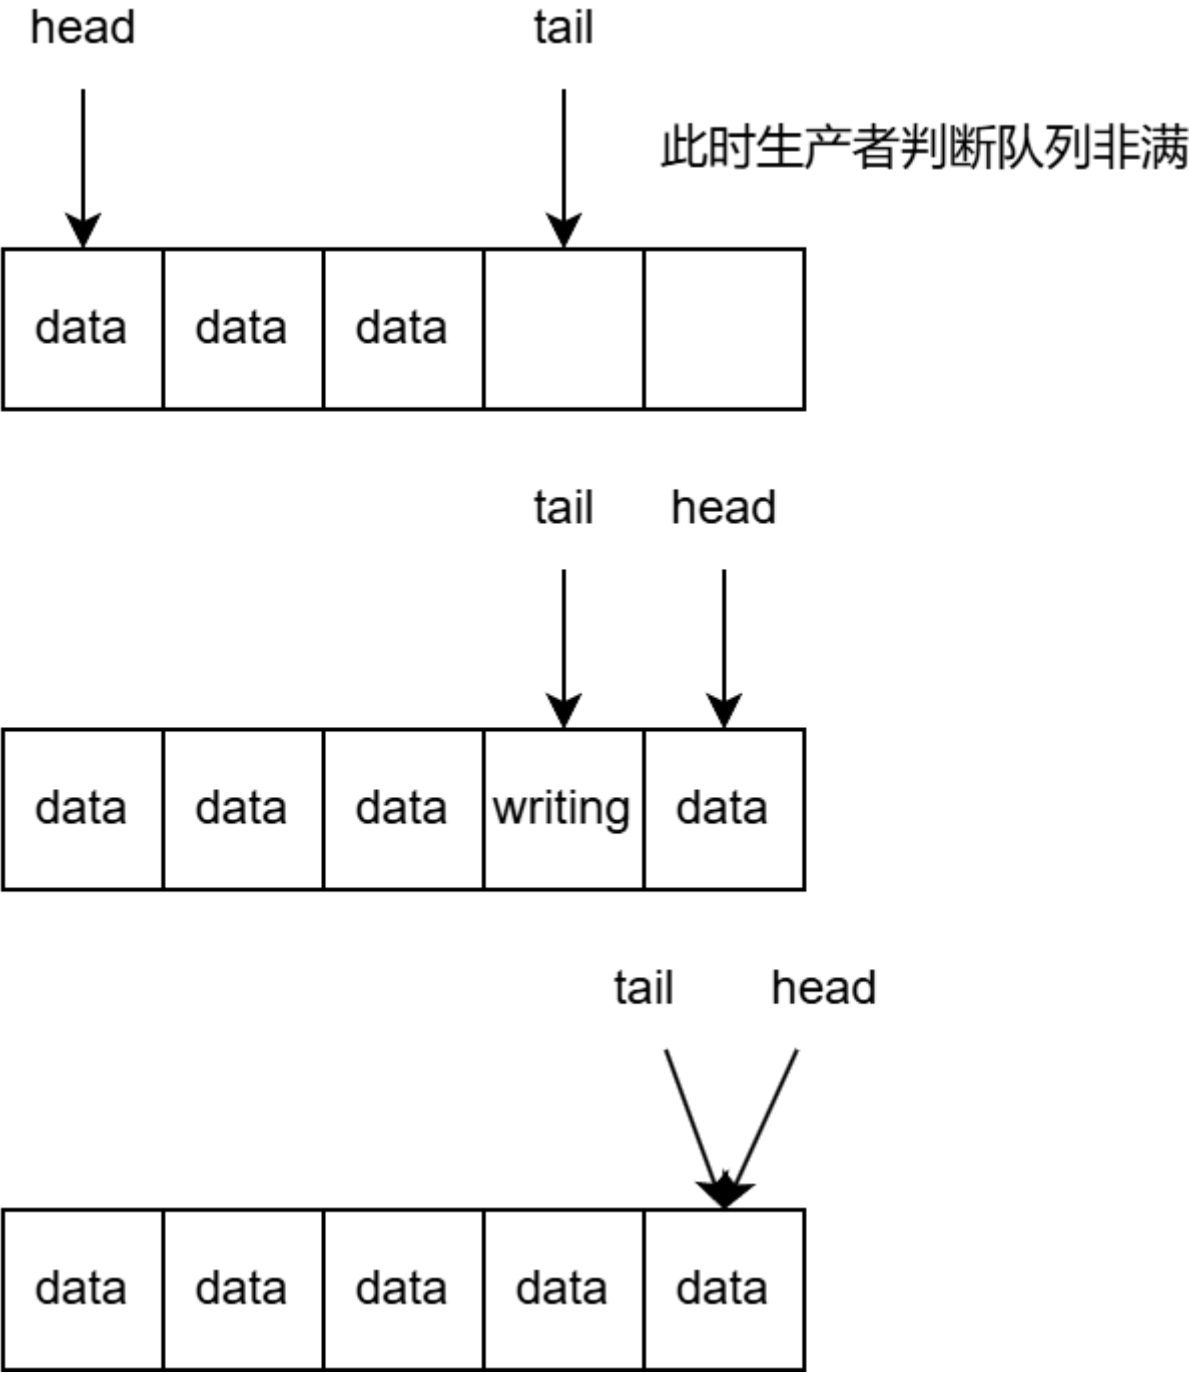 head tail
此时生产者判断队列非满
data data data
tail head
data data data writing data
tail head
data data data data data